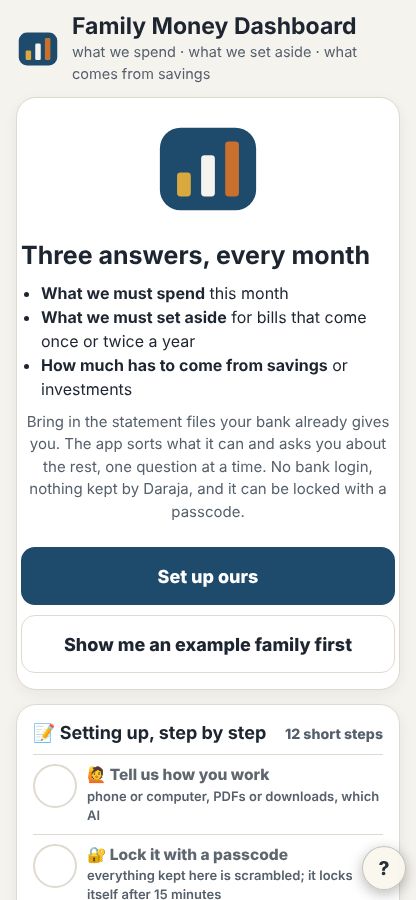 Family Money Dashboard
what we spend · what we set aside · what
comes from savings
Three answers, every month
• What we must spend this month
• What we must set aside for bills that come
once or twice a year
• How much has to come from savings or
investments
Bring in the statement files your bank already gives
you. The app sorts what it can and asks you about
the rest, one question at a time. No bank login,
nothing kept by Daraja, and it can be locked with a
passcode.
Set up ours
Show me an example family first
📝 Setting up, step by step 12 short steps
🙋 Tell us how you work
phone or computer, PDFs or downloads, which
AI
🔐 Lock it with a passcode
everything kept here is scrambled; it locks
itself after 15 minutes
?